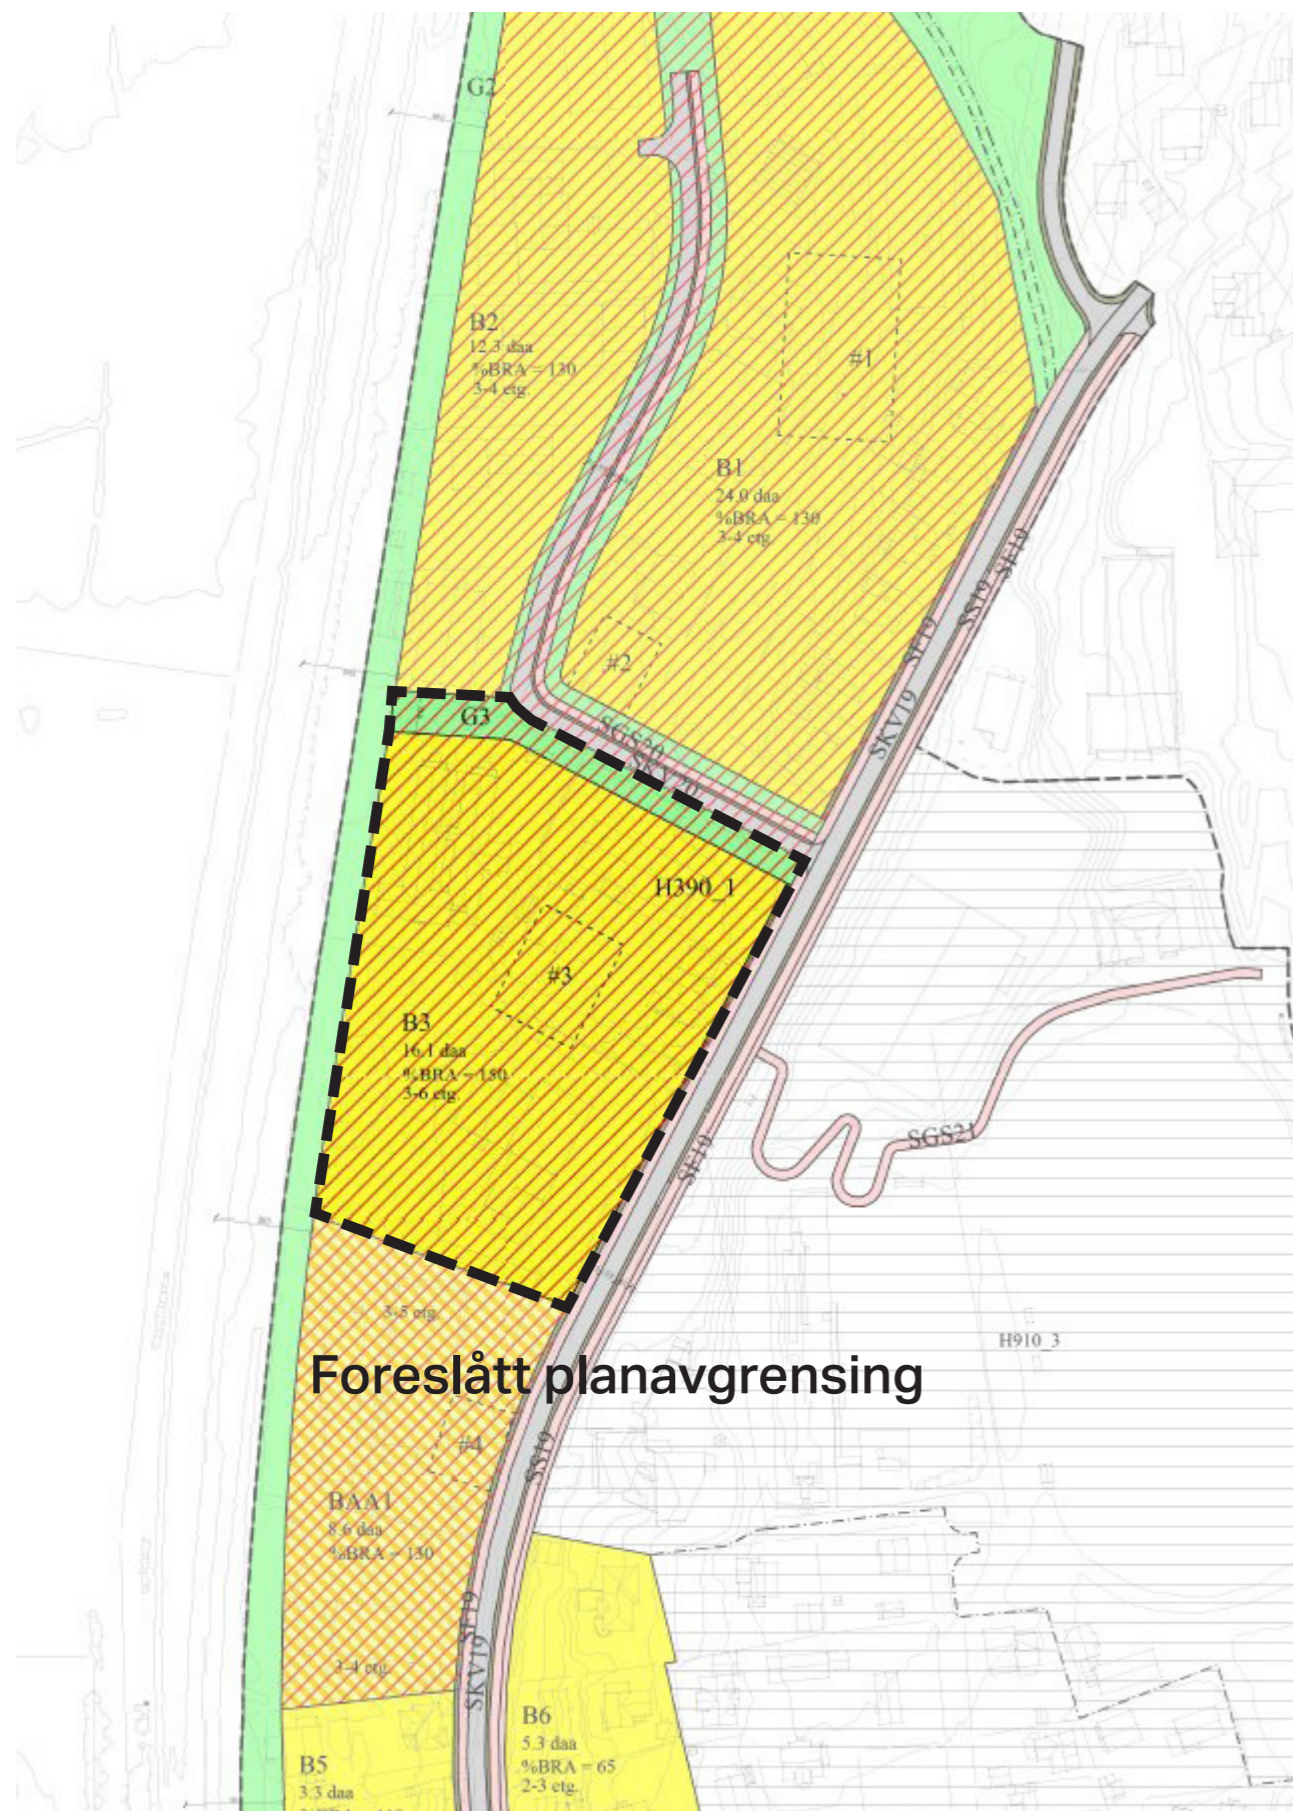 G2
B2
12.3 daa
%BRA = 130
3-4 etg.
#1
B1
24.0 daa
%BRA = 130
3-4 etg.
SF19
SS19
SF19
#2
SKV19
G3
SGS20
SKV20
H390_1
#3
B3
16.1 daa
%BRA = 180
3-6 etg.
SGS21
SF19
3-5 etg.
H910_3
Foreslått planavgrensing
#4
SS19
BAA1
8.6 daa
%BRA = 130
SF19
3-4 etg.
SKV19
B6
5.3 daa
%BRA = 65
2-3 etg.
B5
3.3 daa